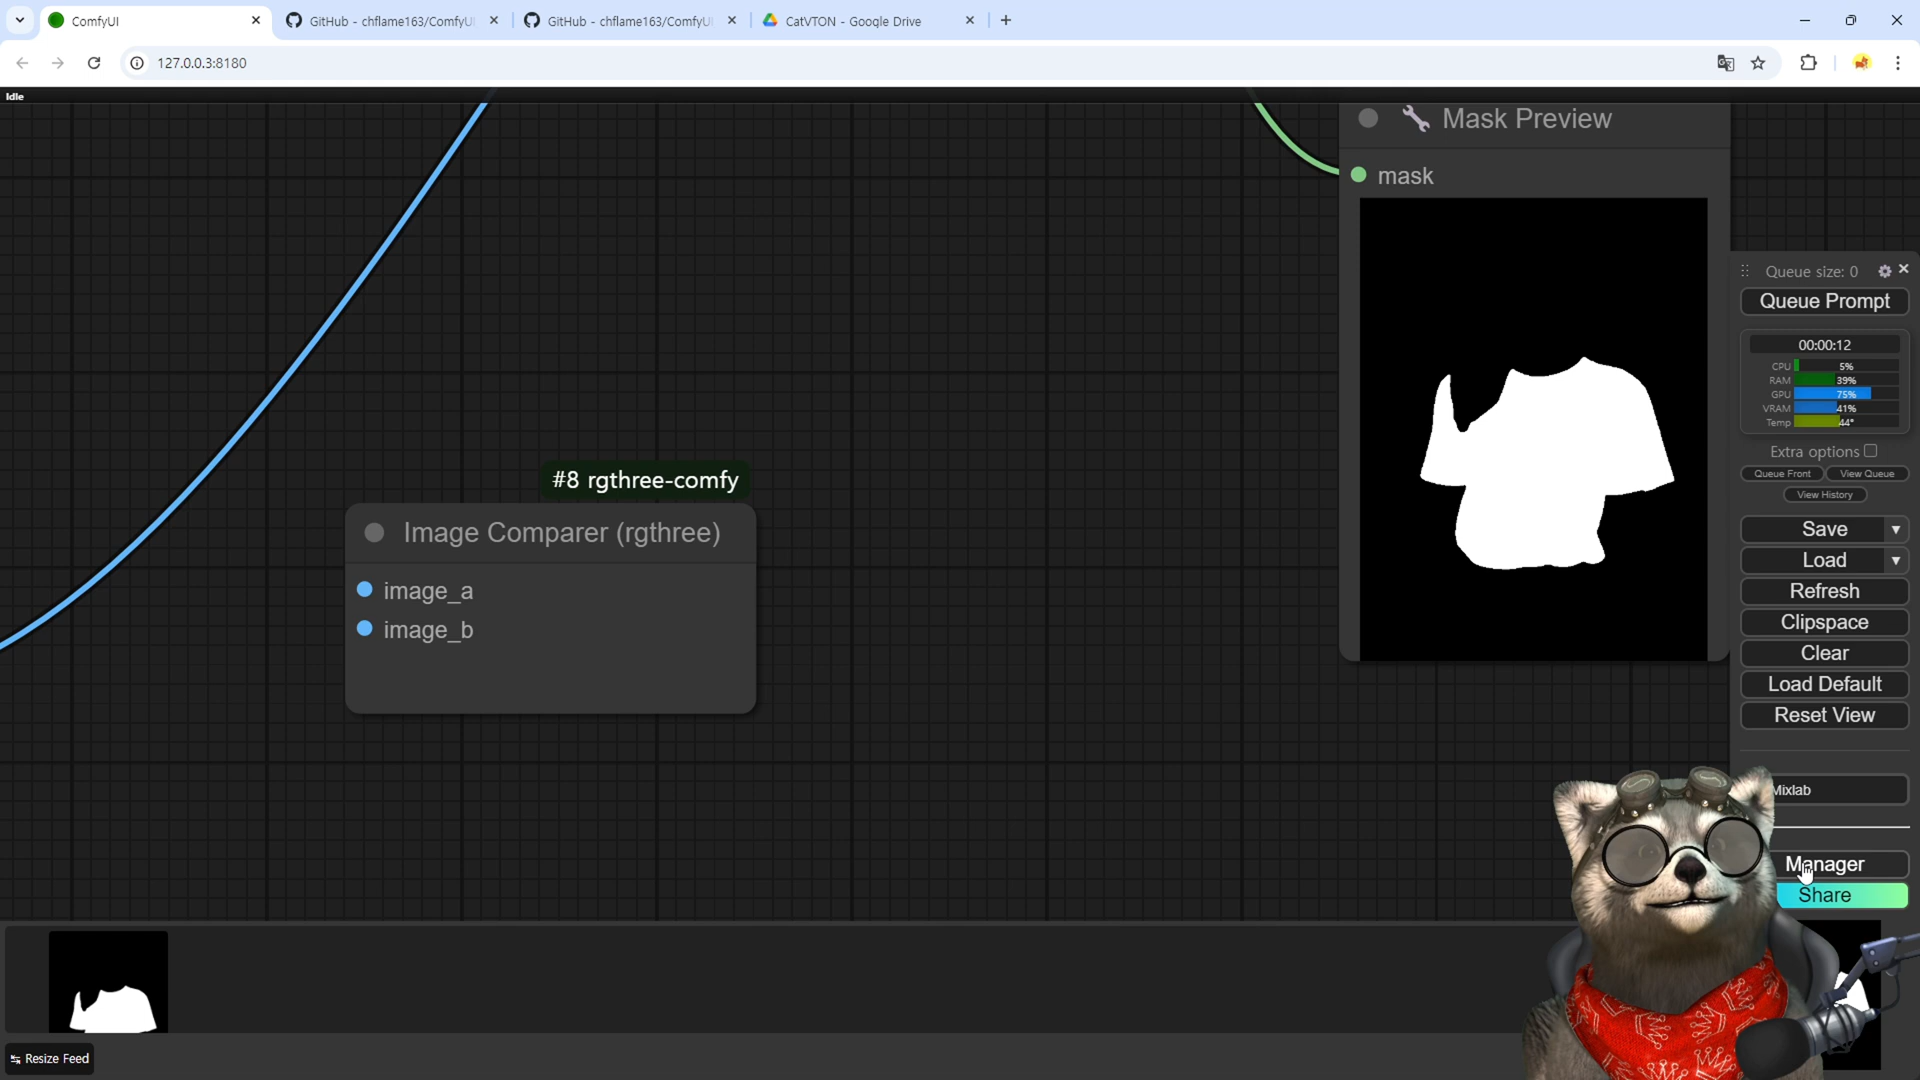 ComfyUI
GitHub - chflame163/ComfyUI
GitHub - chflame163/ComfyUI
CatVTON - Google Drive
127.0.0.3:8180
Idle
Mask Preview
mask
Queue size: 0
Queue Prompt
00:00:12
CPU 5%
RAM 39%
GPU 75%
VRAM 41%
Temp 44°
Extra options
Queue Front
View Queue
View History
#8 rgthree-comfy
Image Comparer (rgthree)
image_a
image_b
Save
Load
Refresh
Clipspace
Clear
Load Default
Reset View
Mixlab
Manager
Share
Resize Feed